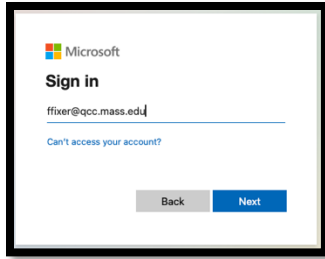 Microsoft
Sign in
ffixer@qcc.mass.edu
Can't access your account?
Back Next